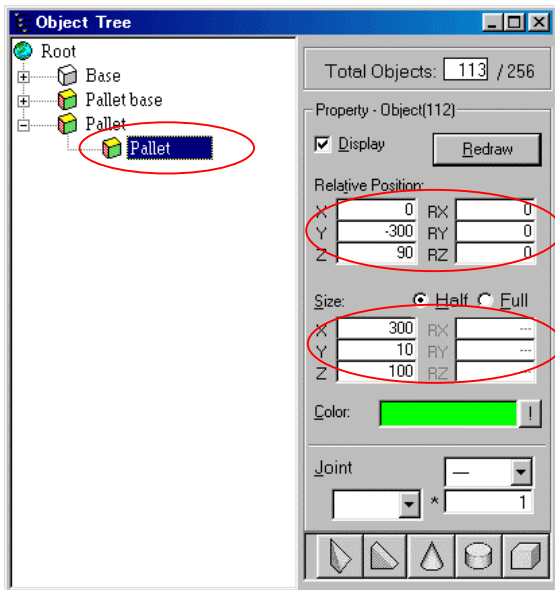 Object Tree
Root
Base
Pallet base
Pallet
Pallet
Total Objects: 113 / 256
Property - Object(112)
Display
Redraw
Relative Position:
X 0 RX 0
Y -300 RY 0
Z 90 RZ 0
Size: Half Full
X 300 RX ---
Y 10 RY ---
Z 100 RZ ---
Color: !
Joint —
* 1